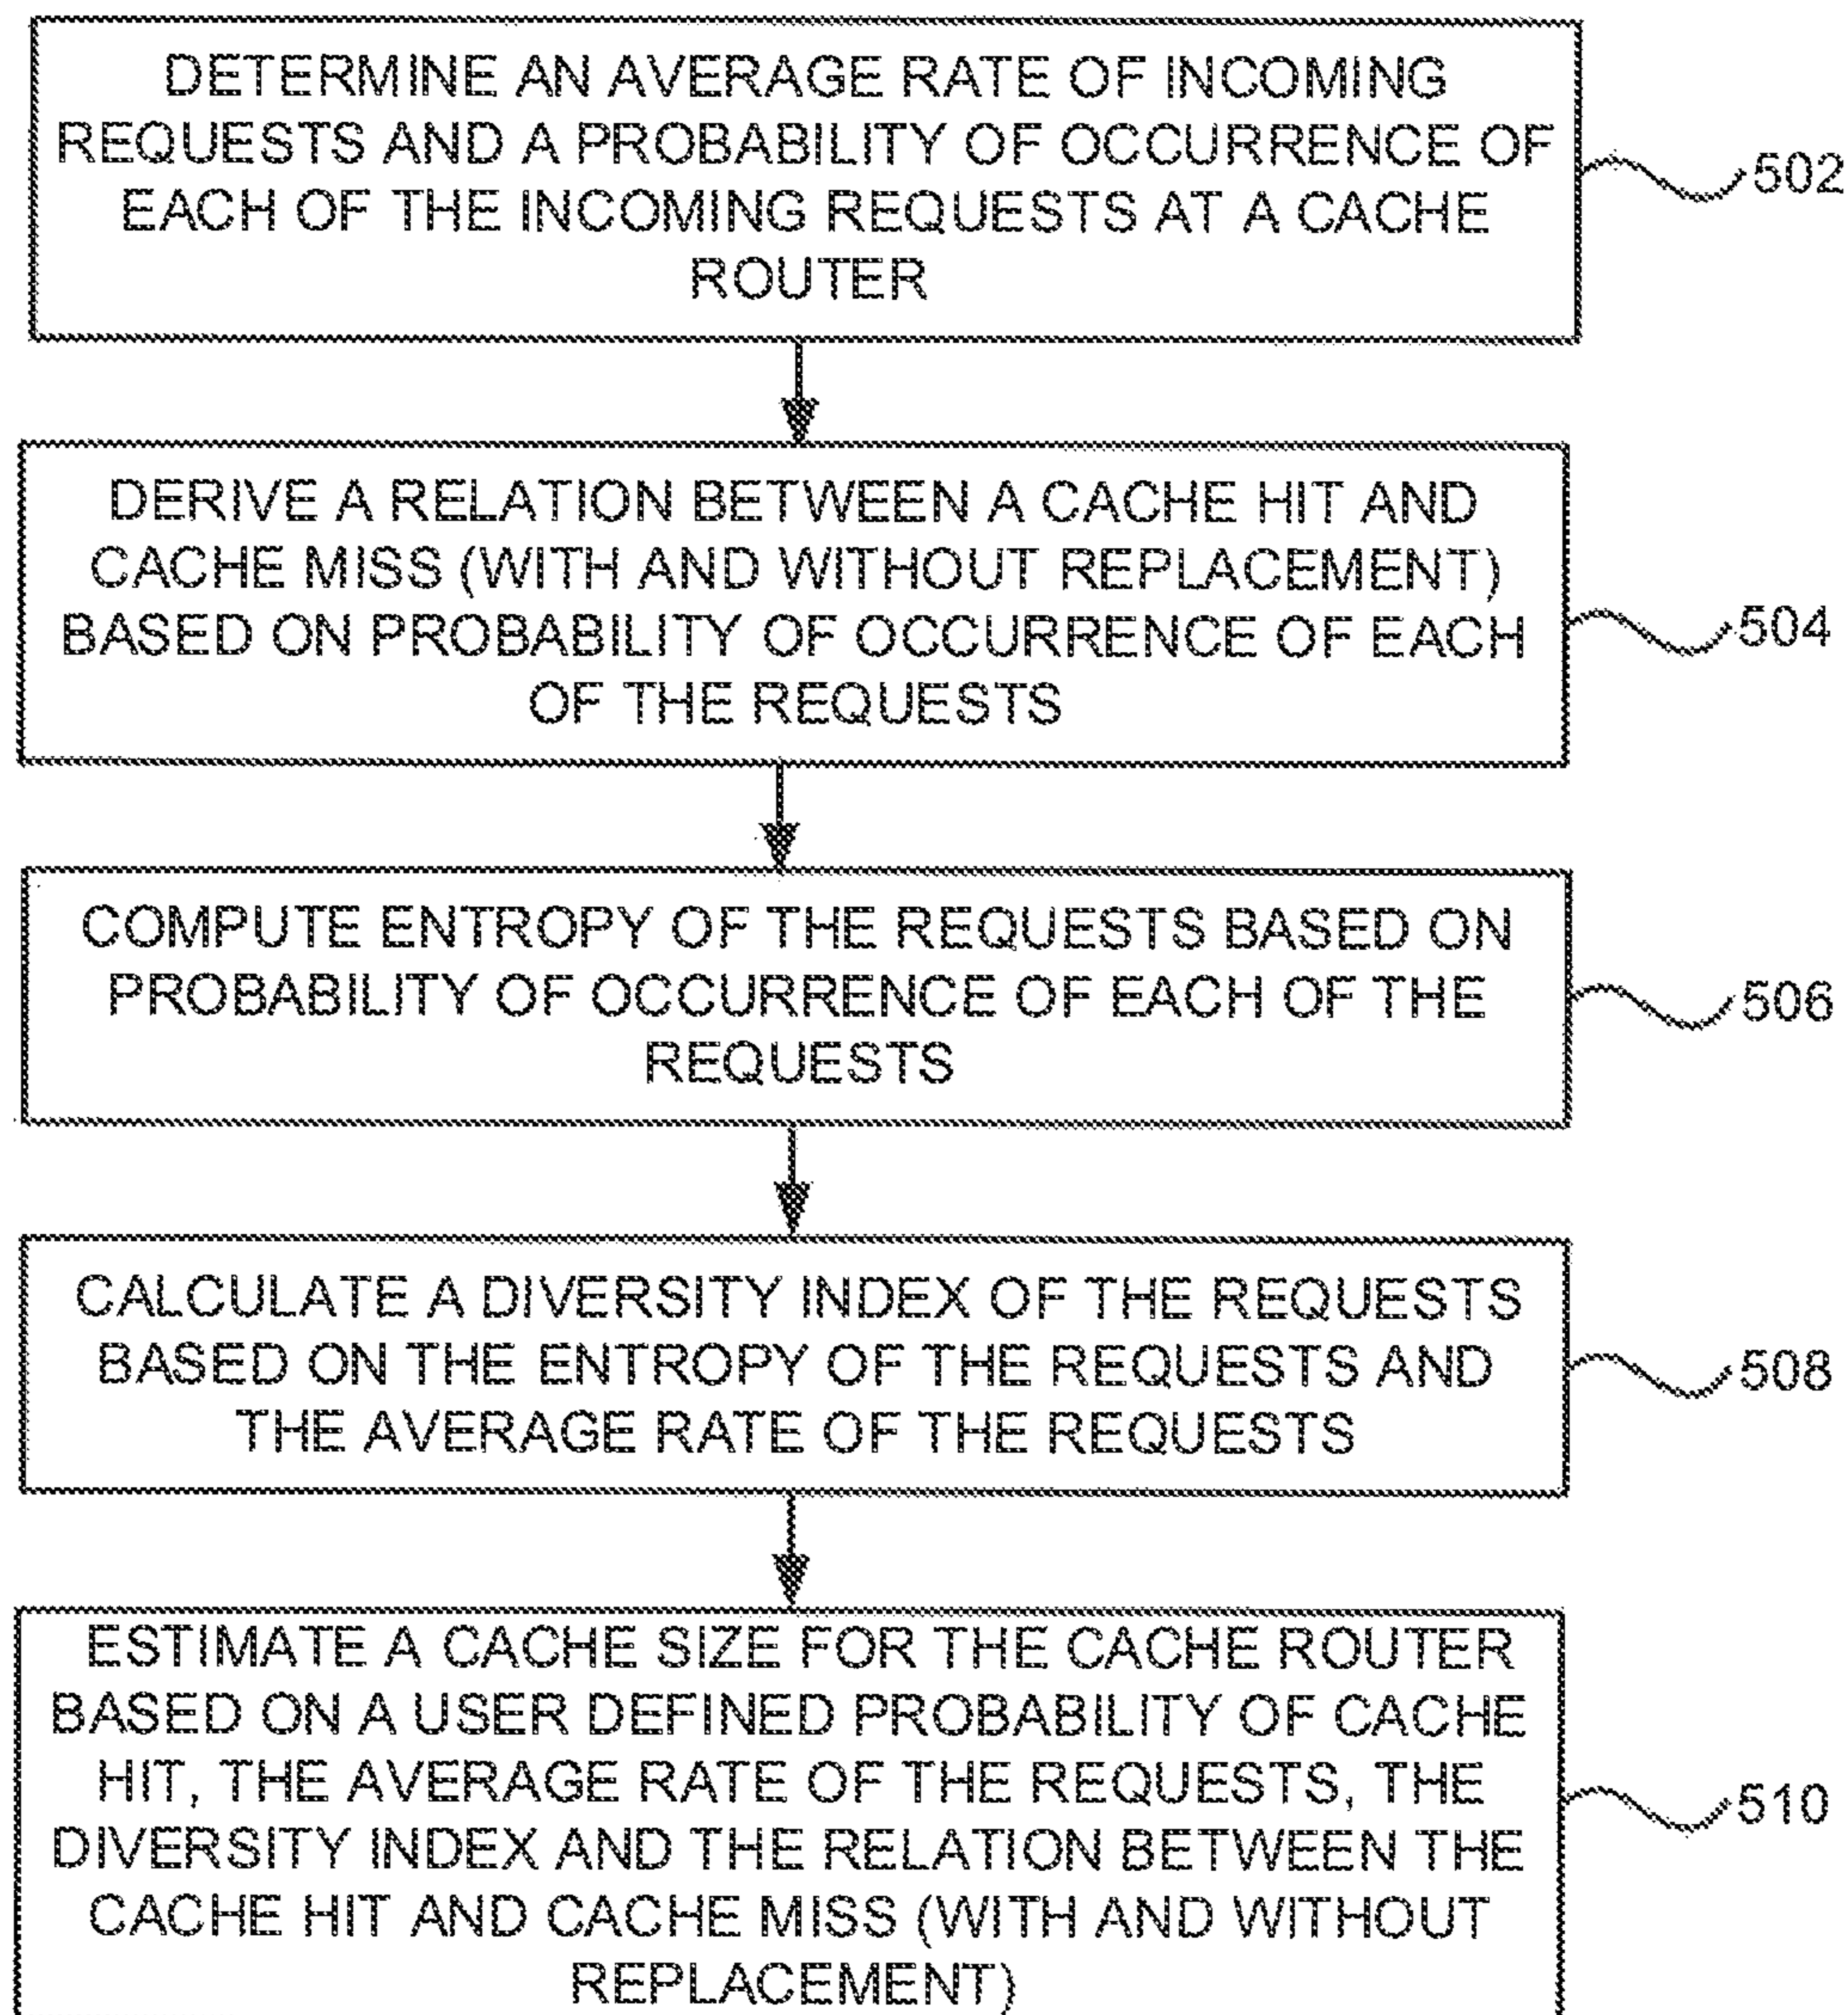 DETERMINE AN AVERAGE RATE OF INCOMING
REQUESTS AND A PROBABILITY OF OCCURRENCE OF
EACH OF THE INCOMING REQUESTS AT A CACHE
ROUTER
502
DERIVE A RELATION BETWEEN A CACHE HIT AND
CACHE MISS (WITH AND WITHOUT REPLACEMENT)
BASED ON PROBABILITY OF OCCURRENCE OF EACH
OF THE REQUESTS
504
COMPUTE ENTROPY OF THE REQUESTS BASED ON
PROBABILITY OF OCCURRENCE OF EACH OF THE
REQUESTS
506
CALCULATE A DIVERSITY INDEX OF THE REQUESTS
BASED ON THE ENTROPY OF THE REQUESTS AND
THE AVERAGE RATE OF THE REQUESTS
508
ESTIMATE A CACHE SIZE FOR THE CACHE ROUTER
BASED ON A USER DEFINED PROBABILITY OF CACHE
HIT, THE AVERAGE RATE OF THE REQUESTS, THE
DIVERSITY INDEX AND THE RELATION BETWEEN THE
CACHE HIT AND CACHE MISS (WITH AND WITHOUT
REPLACEMENT)
510